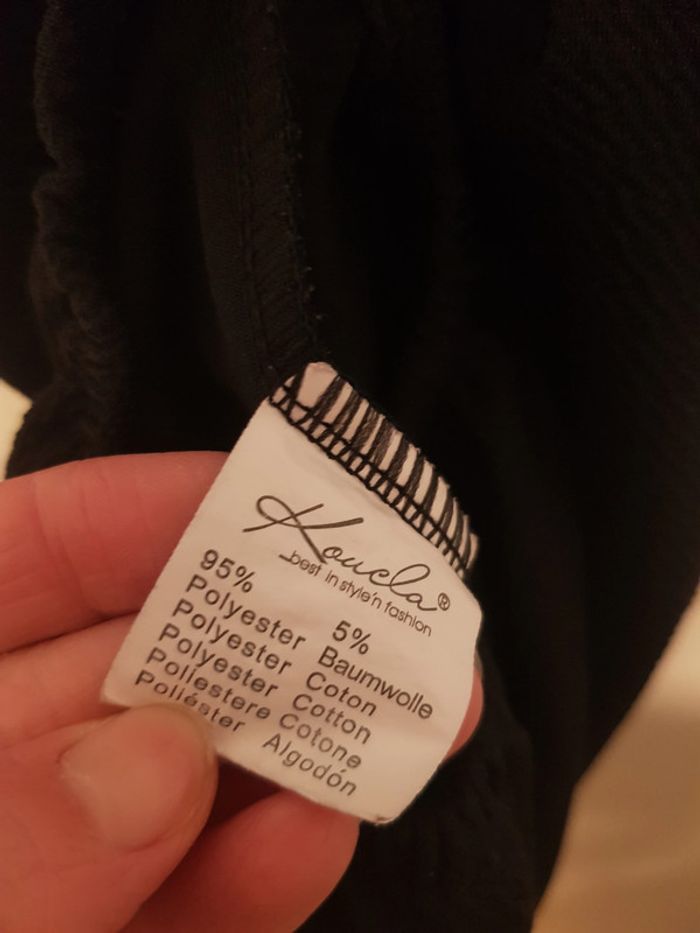 Koucla®
...best in style'n fashion
95% 5%
Polyester Baumwolle
Polyester Coton
Polyester Cotton
Poliestere Cotone
Poliéster Algodón